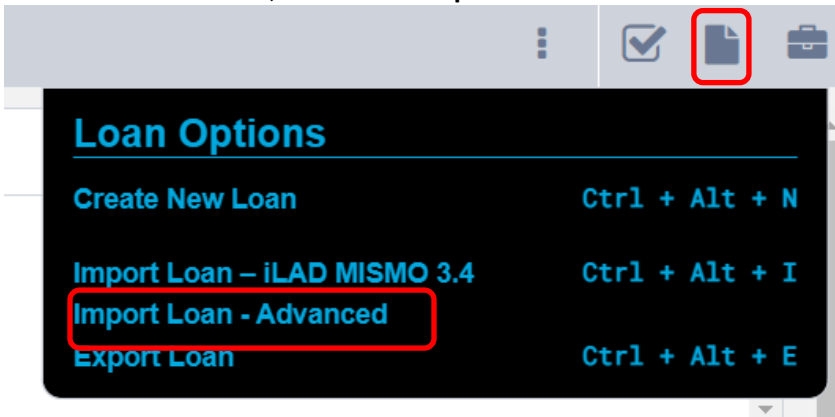 Loan Options
Create New Loan Ctrl + Alt + N
Import Loan – iLAD MISMO 3.4 Ctrl + Alt + I
Import Loan - Advanced
Export Loan Ctrl + Alt + E